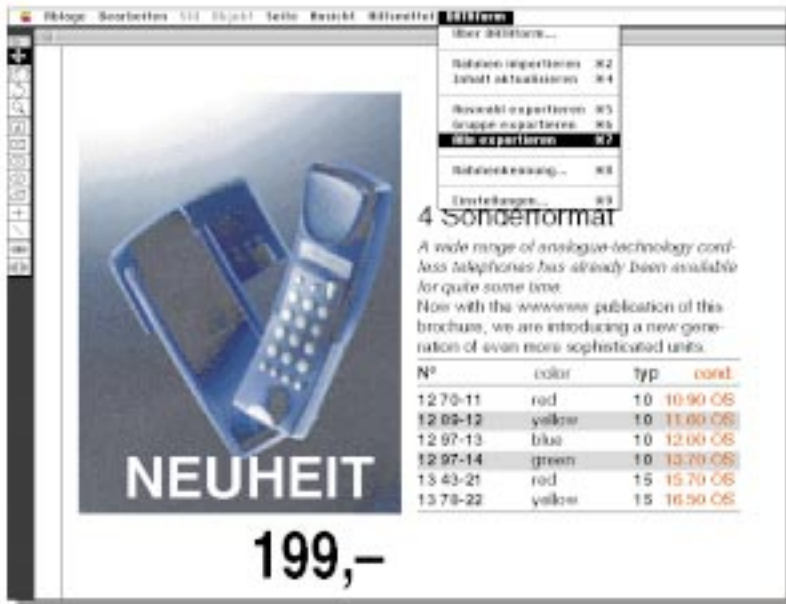 Ablage Bearbeiten Stil Objekt Seite Ansicht Hilfsmittel DATAform
Über DATAform...
Rahmen importieren ⌘2
Inhalt aktualisieren ⌘4
Auswahl exportieren ⌘5
Gruppe exportieren ⌘6
Alle exportieren ⌘7
Rahmenkennung... ⌘8
Einstellungen... ⌘9
4 Sonderformat
A wide range of analogue-technology cord-
less telephones has already been available
for quite some time.
Now with the wwwwww publication of this
brochure, we are introducing a new gene-
ration of even more sophisticated units.
Nº color typ cond.
12 70-11 red 10 10.90 ÖS
12 89-12 yellow 10 11.60 ÖS
12 97-13 blue 10 12.00 ÖS
12 97-14 green 10 13.70 ÖS
13 43-21 red 15 15.70 ÖS
13 78-22 yellow 15 16.50 ÖS
NEUHEIT
199,–